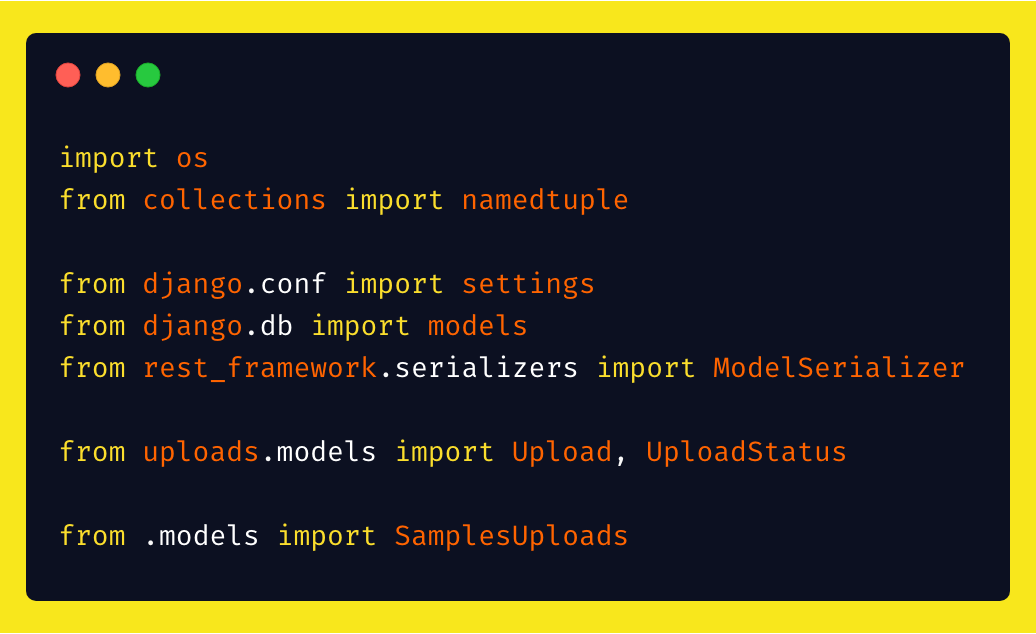 import os
from collections import namedtuple
from django.conf import settings
from django.db import models
from rest_framework.serializers import ModelSerializer
from uploads.models import Upload, UploadStatus
from .models import SamplesUploads